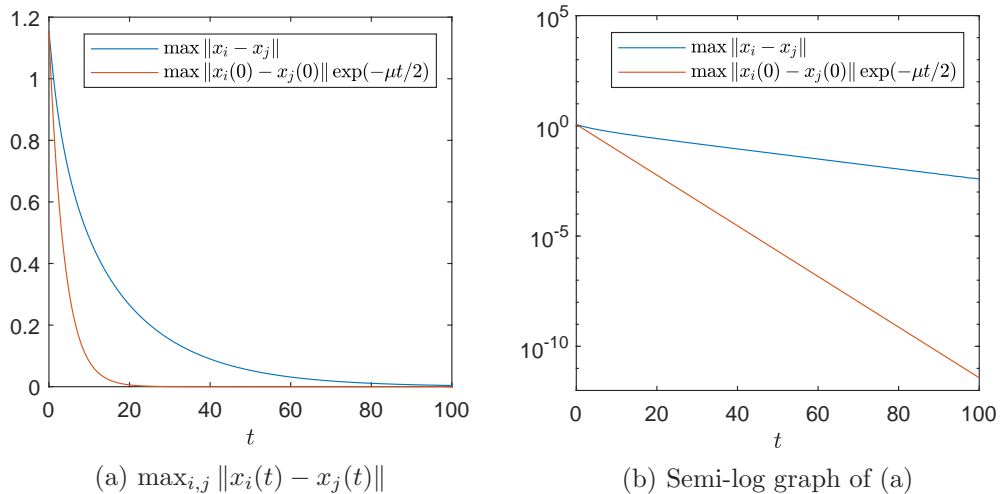 1.2
1
0.8
0.6
0.4
0.2
0
0 20 40 60 80 100
t
max ‖x_i − x_j‖
max ‖x_i(0) − x_j(0)‖ exp(−μt/2)
(a) max_{i,j} ‖x_i(t) − x_j(t)‖
10^5
10^0
10^{-5}
10^{-10}
0 20 40 60 80 100
t
max ‖x_i − x_j‖
max ‖x_i(0) − x_j(0)‖ exp(−μt/2)
(b) Semi-log graph of (a)